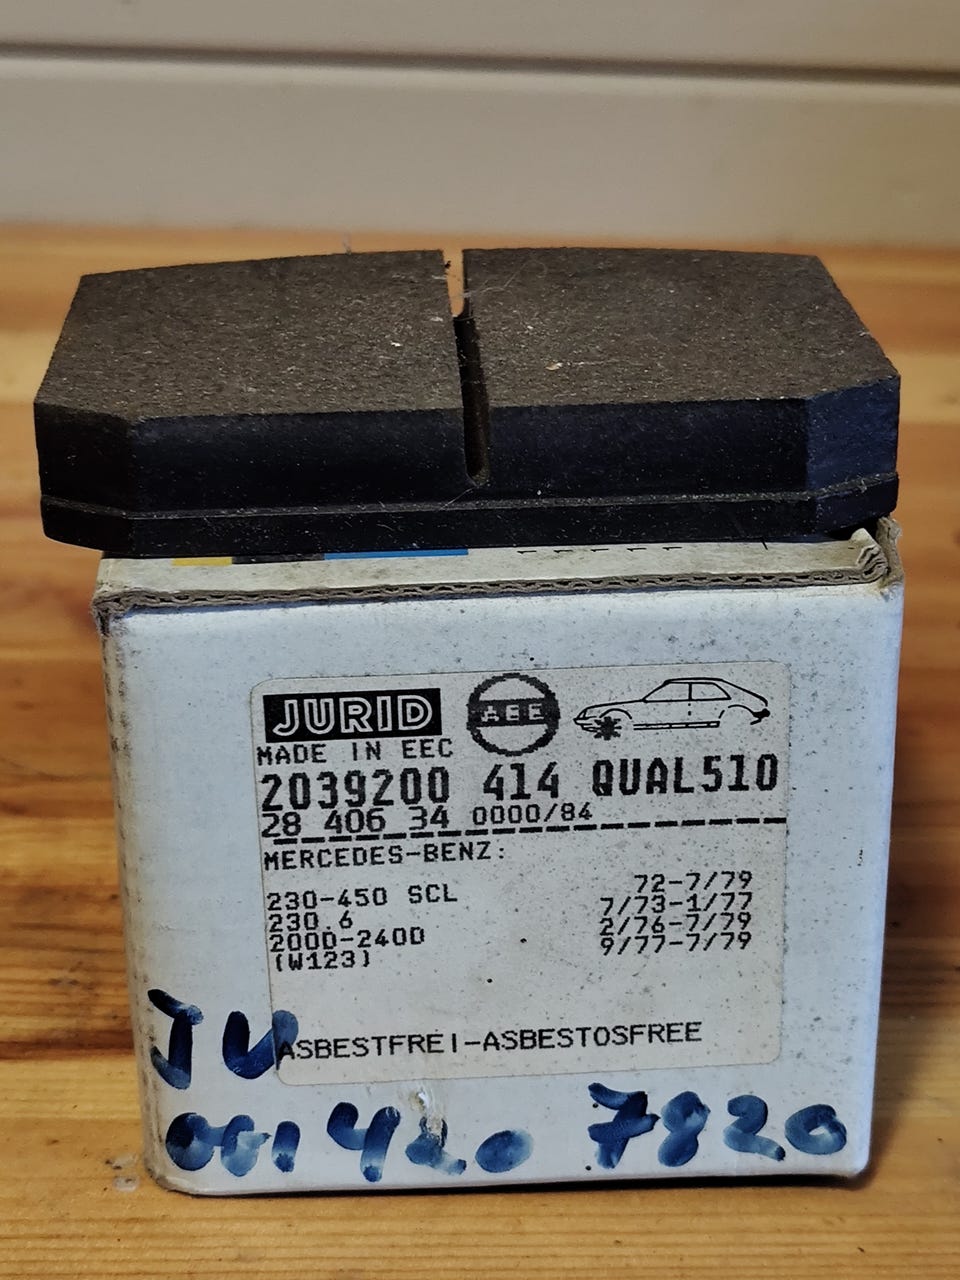 JURID AEE
MADE IN EEC
2039200 414 QUAL510
28 406 34 0000/84
MERCEDES-BENZ:
230-450 SCL 72-7/79
230.6 7/73-1/77
200D-240D 2/76-7/79
(W123) 9/77-7/79
JU
ASBESTFREI-ASBESTOSFREE
001 420 7820